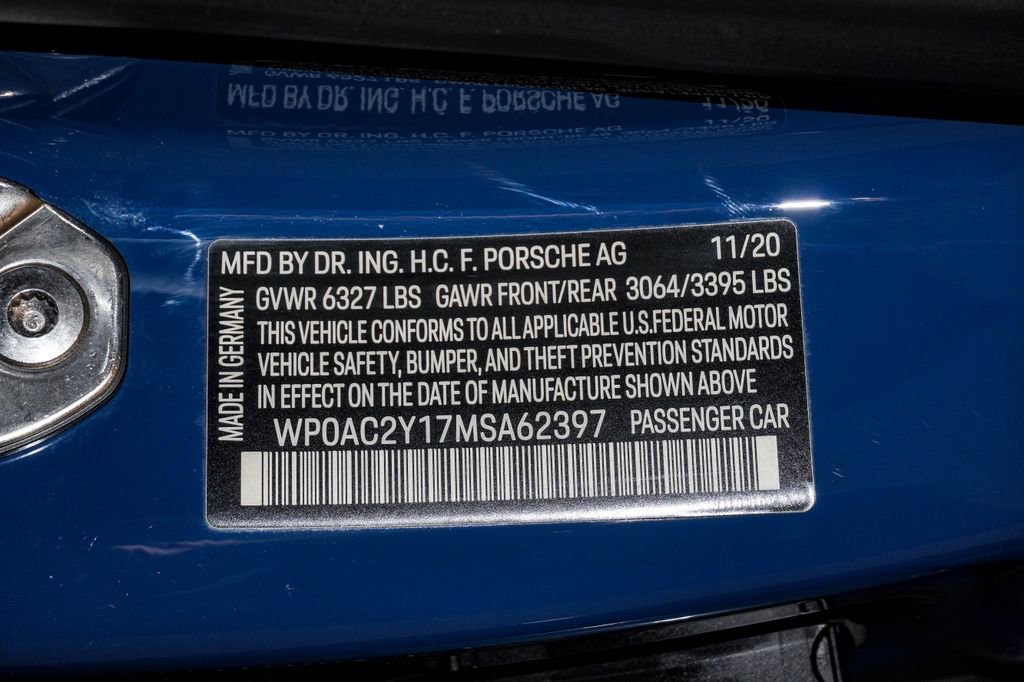 MFD BY DR. ING. H.C. F. PORSCHE AG 11/20
GVWR 6327 LBS GAWR FRONT/REAR 3064/3395 LBS
THIS VEHICLE CONFORMS TO ALL APPLICABLE U.S.FEDERAL MOTOR
VEHICLE SAFETY, BUMPER, AND THEFT PREVENTION STANDARDS
IN EFFECT ON THE DATE OF MANUFACTURE SHOWN ABOVE
WP0AC2Y17MSA62397 PASSENGER CAR
MADE IN GERMANY